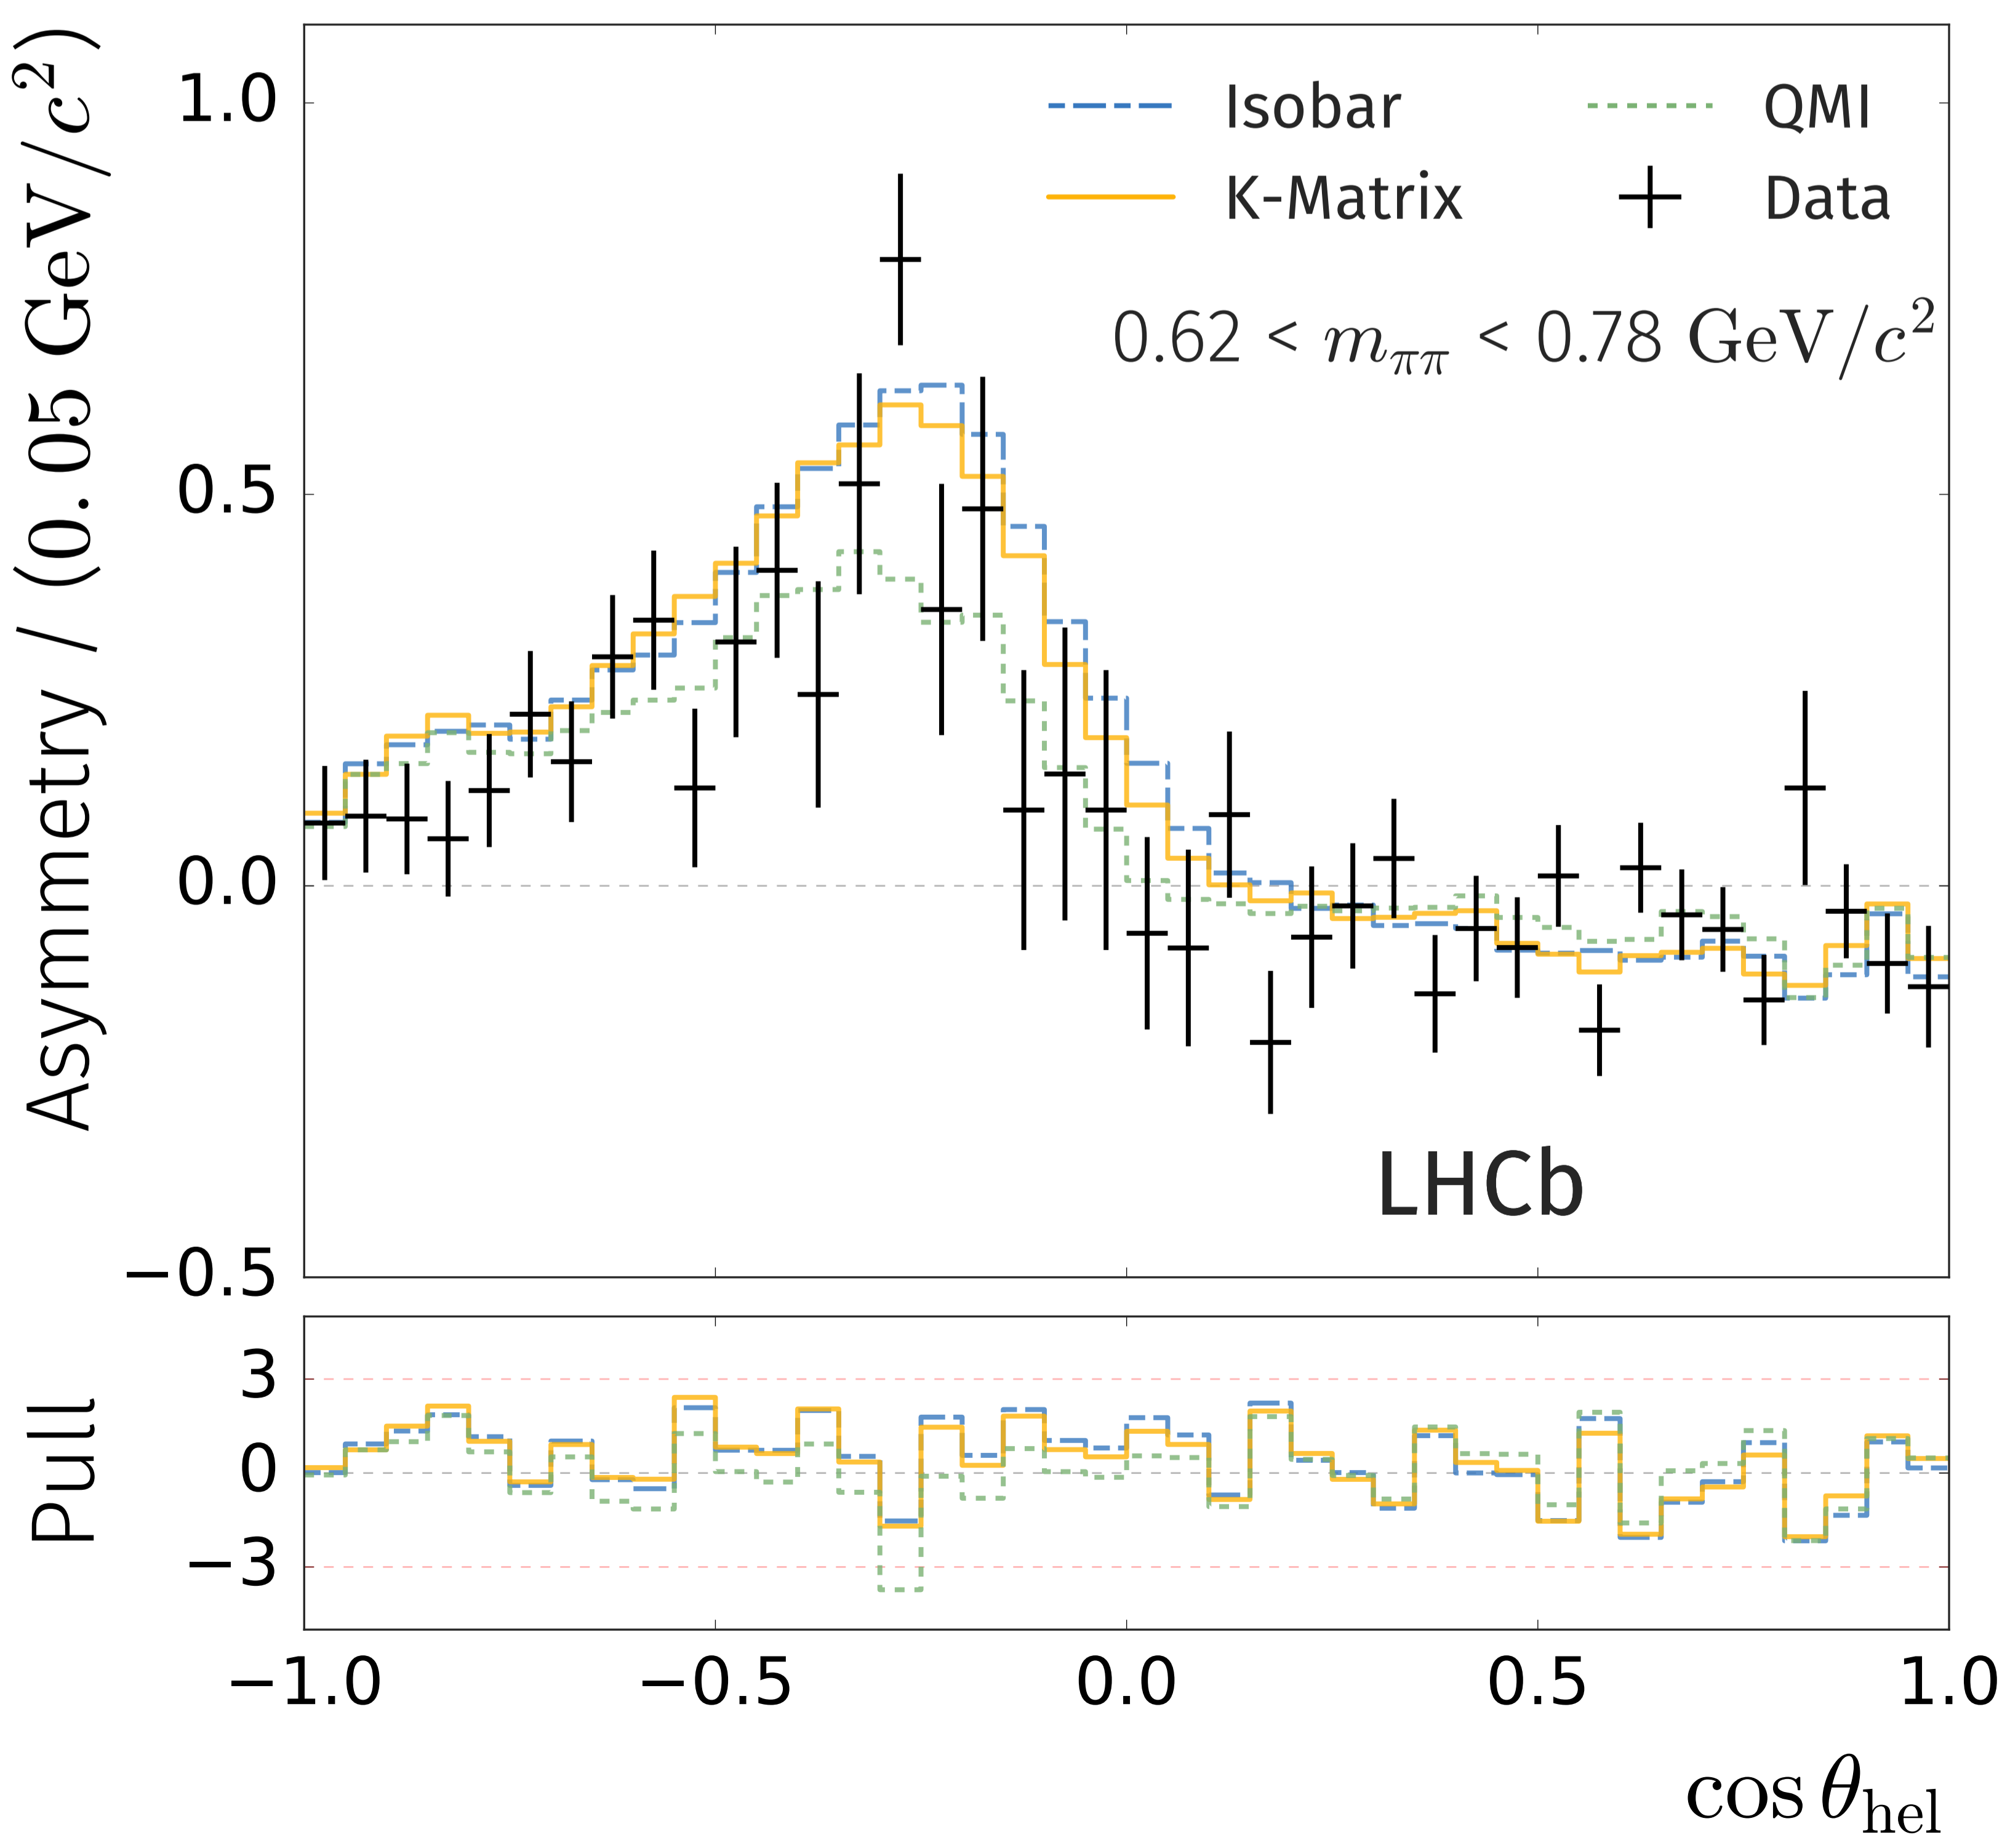 Asymmetry / (0.05 GeV/c²)
1.0
0.5
0.0
−0.5
Isobar
QMI
K-Matrix
Data
0.62 < mππ < 0.78 GeV/c²
LHCb
Pull
3
0
−3
−1.0 −0.5 0.0 0.5 1.0
cos θhel